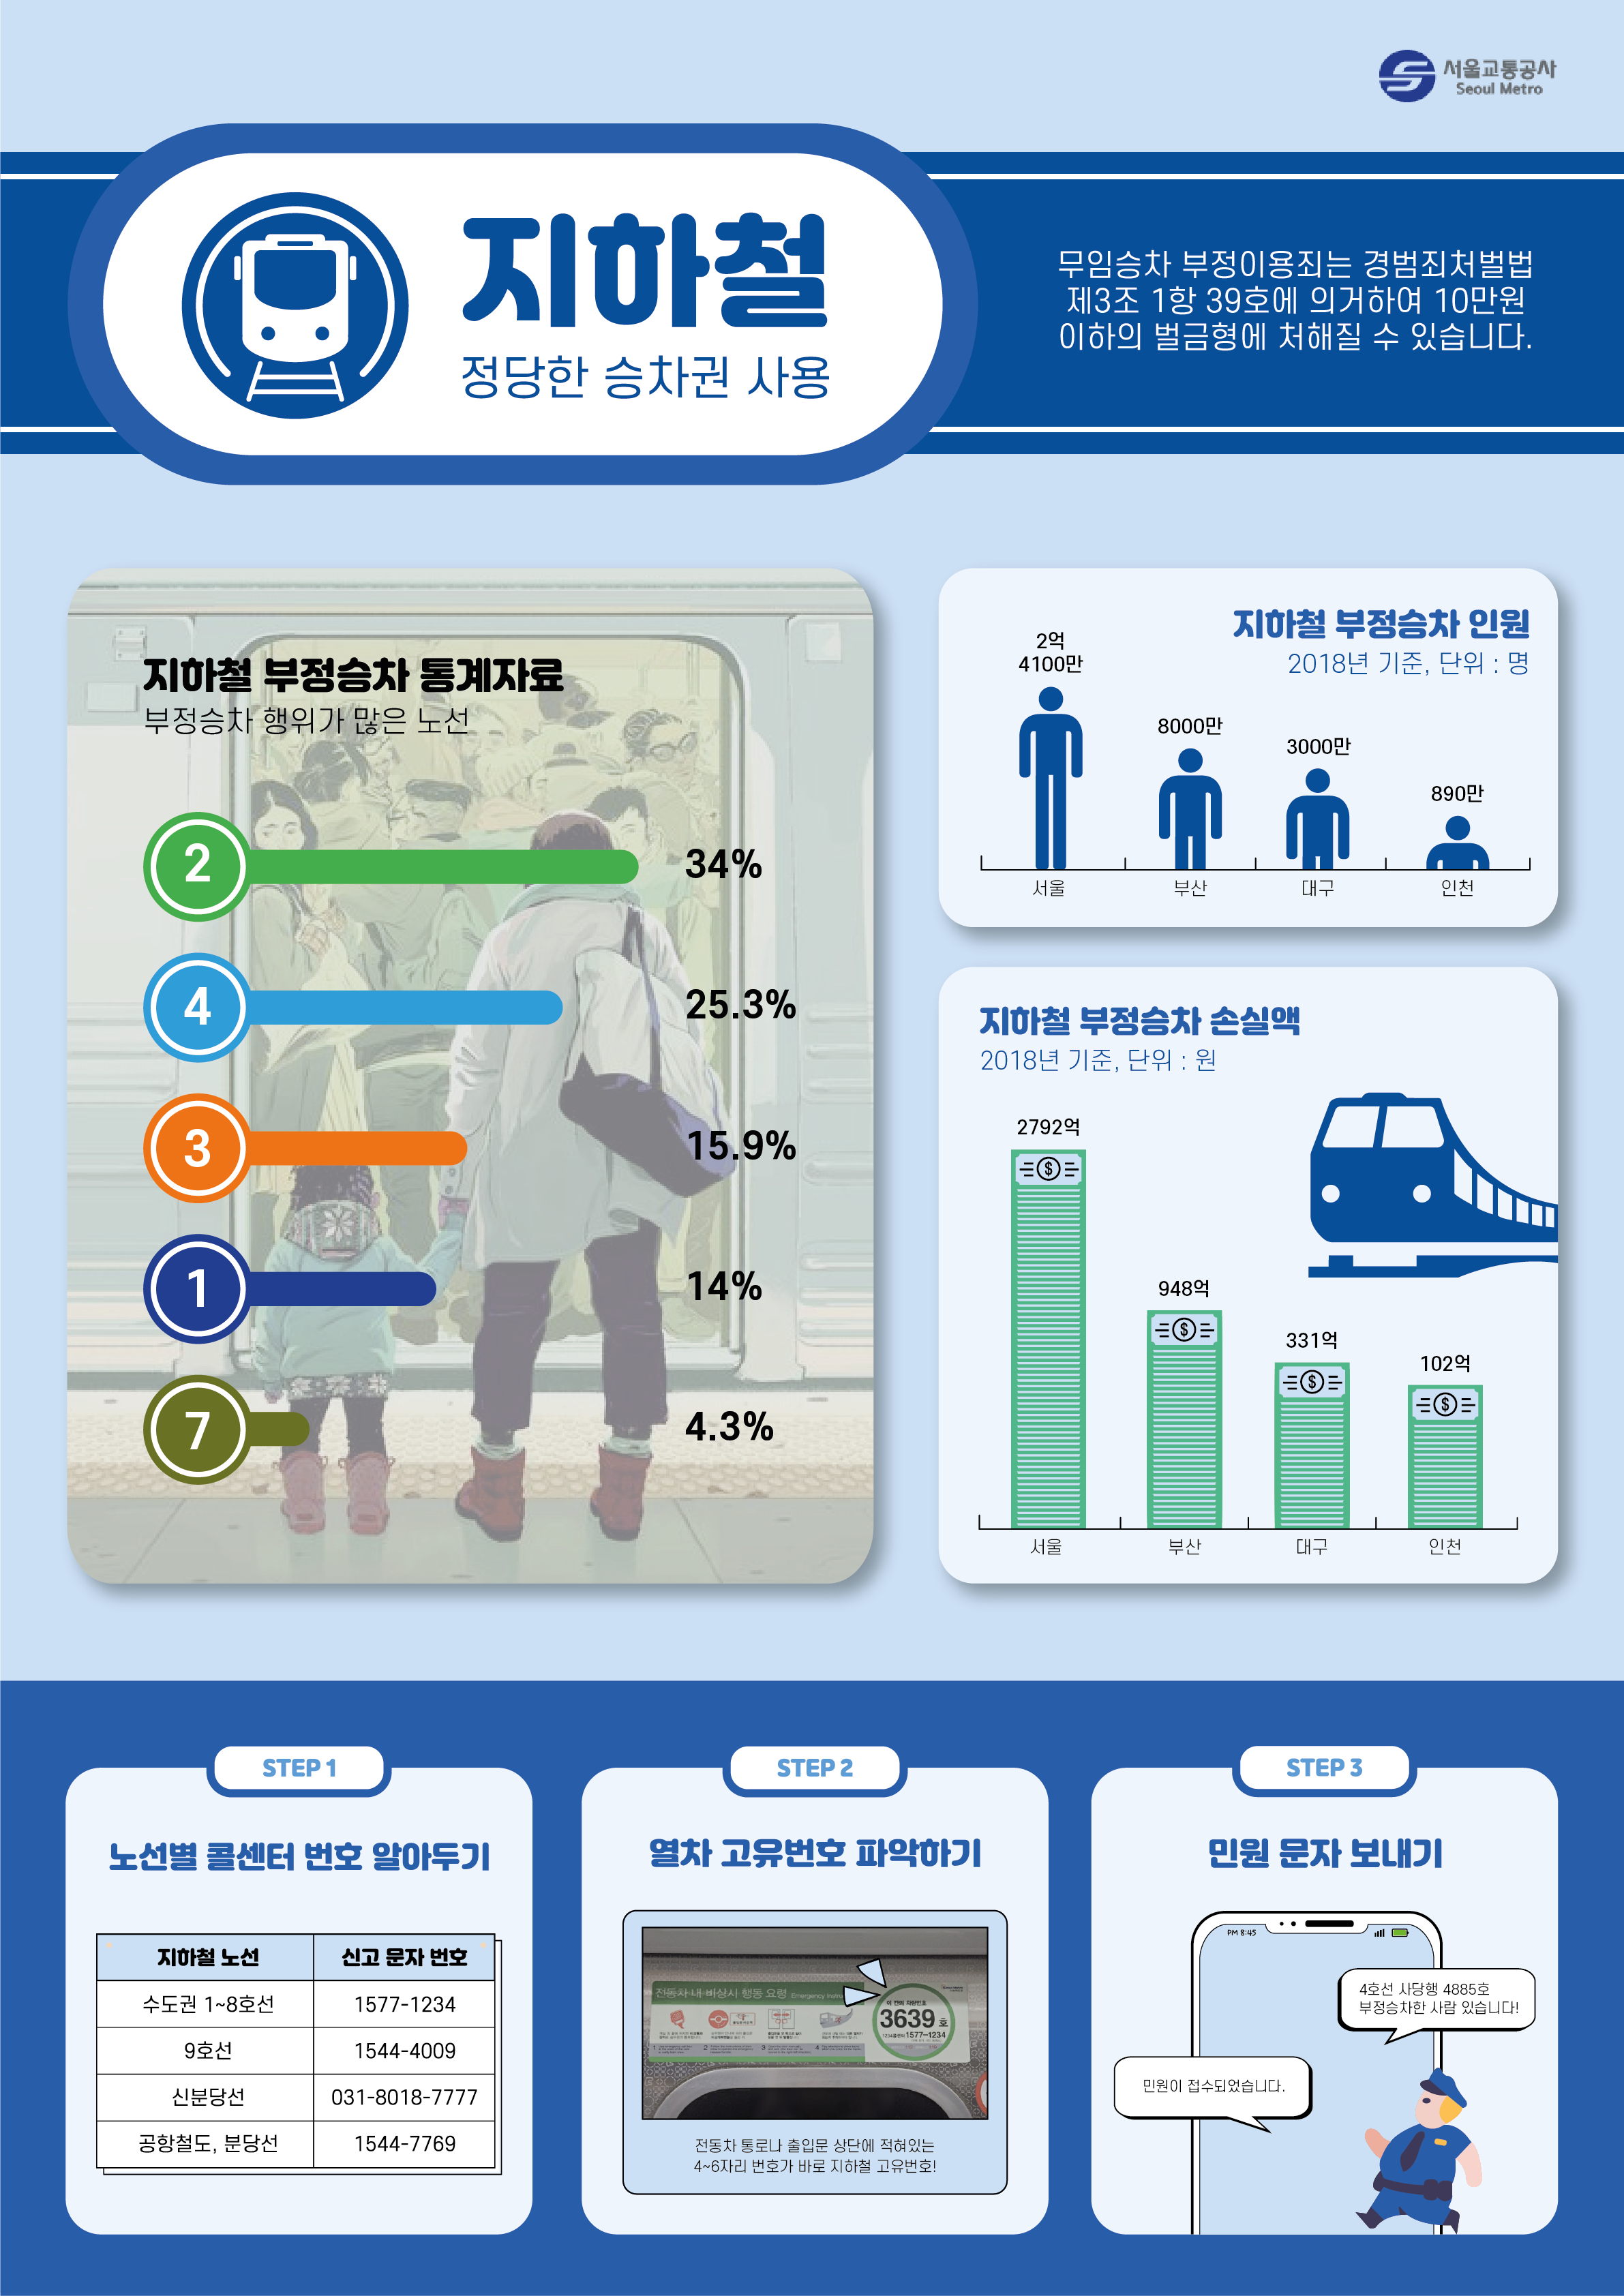 서울교통공사
Seoul Metro
지하철
정당한 승차권 사용
무임승차 부정이용죄는 경범죄처벌법
제3조 1항 39호에 의거하여 10만원
이하의 벌금형에 처해질 수 있습니다.
지하철 부정승차 통계자료
부정승차 행위가 많은 노선
2 34%
4 25.3%
3 15.9%
1 14%
7 4.3%
지하철 부정승차 인원
2018년 기준, 단위 : 명
2억
4100만
8000만
3000만
890만
서울 부산 대구 인천
지하철 부정승차 손실액
2018년 기준, 단위 : 원
2792억
948억
331억
102억
서울 부산 대구 인천
STEP 1
노선별 콜센터 번호 알아두기
지하철 노선 신고 문자 번호
수도권 1~8호선 1577-1234
9호선 1544-4009
신분당선 031-8018-7777
공항철도, 분당선 1544-7769
STEP 2
열차 고유번호 파악하기
전동차 내 비상시 행동 요령 Emergency
이 칸의 차량번호
3639 호
1577-1234
1 2 3 4
전동차 통로나 출입문 상단에 적혀있는
4~6자리 번호가 바로 지하철 고유번호!
STEP 3
민원 문자 보내기
PM 8:45
4호선 사당행 4885호
부정승차한 사람 있습니다!
민원이 접수되었습니다.